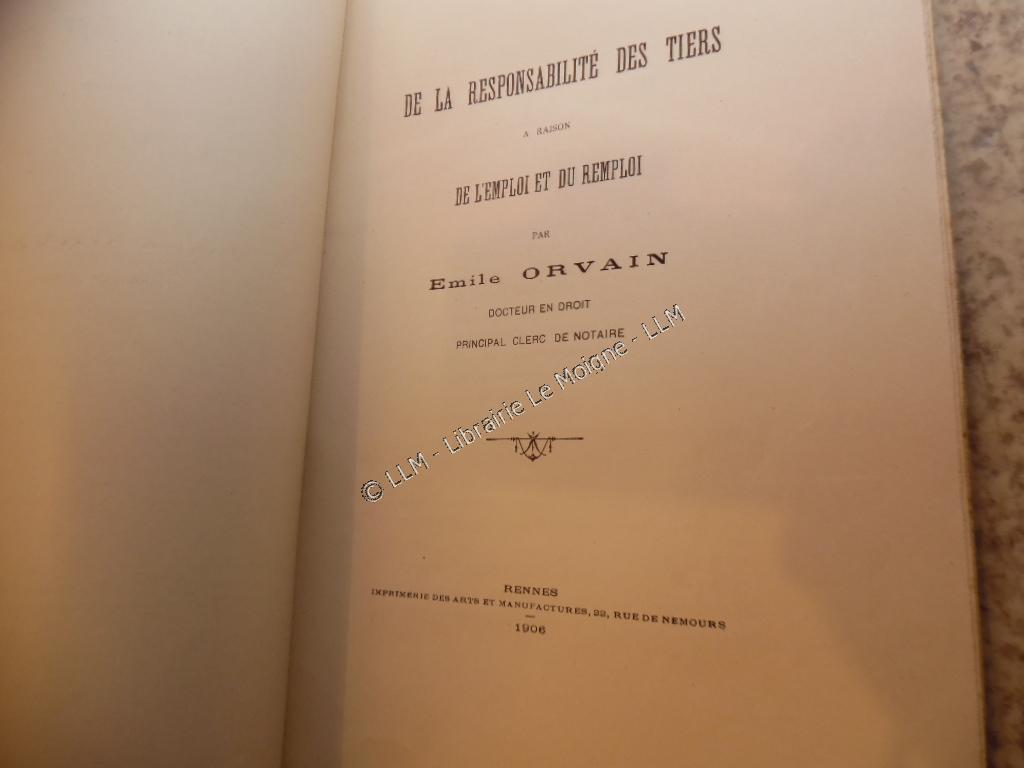 DE LA RESPONSABILITÉ DES TIERS
A RAISON
DE L'EMPLOI ET DU REMPLOI
PAR
Emile ORVAIN
DOCTEUR EN DROIT
PRINCIPAL CLERC DE NOTAIRE
© LLM - Librairie Le Moigne - LLM
RENNES
IMPRIMERIE DES ARTS ET MANUFACTURES, 22, RUE DE NEMOURS
1906